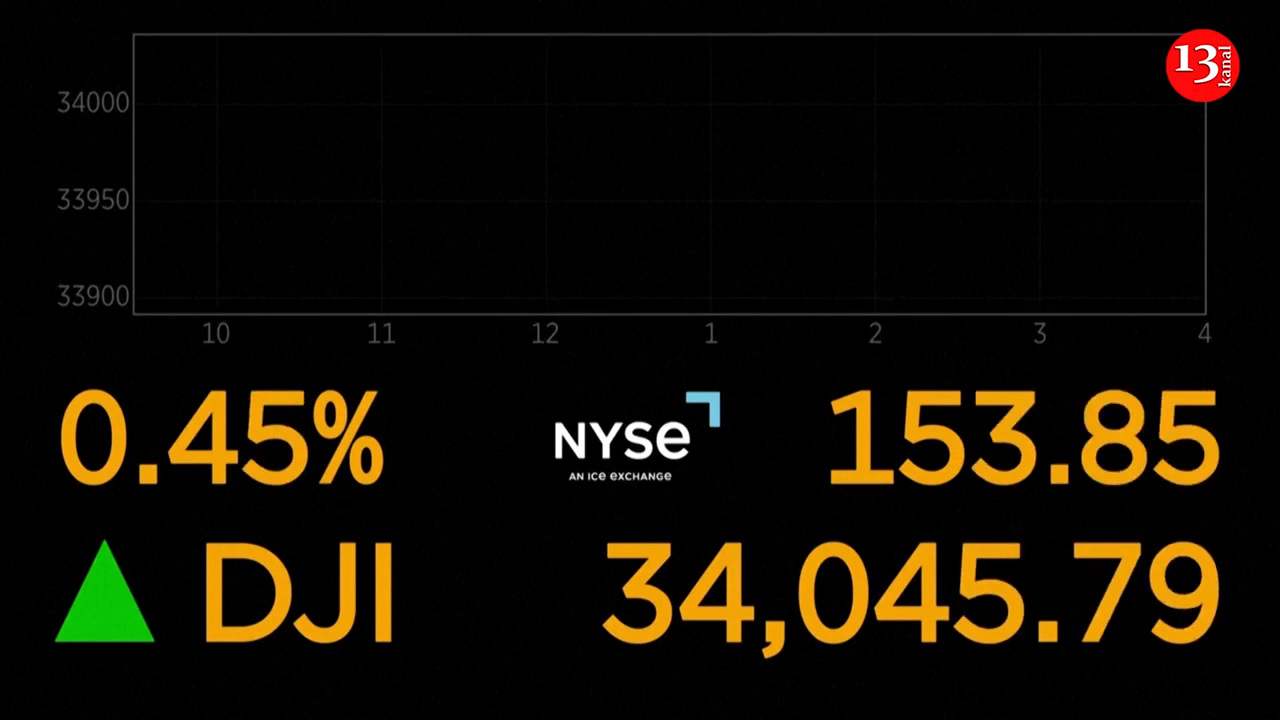 13 kanal
34000
33950
33900
10 11 12 1 2 3 4
0.45% NYSE 153.85
AN ICE EXCHANGE
DJI 34,045.79